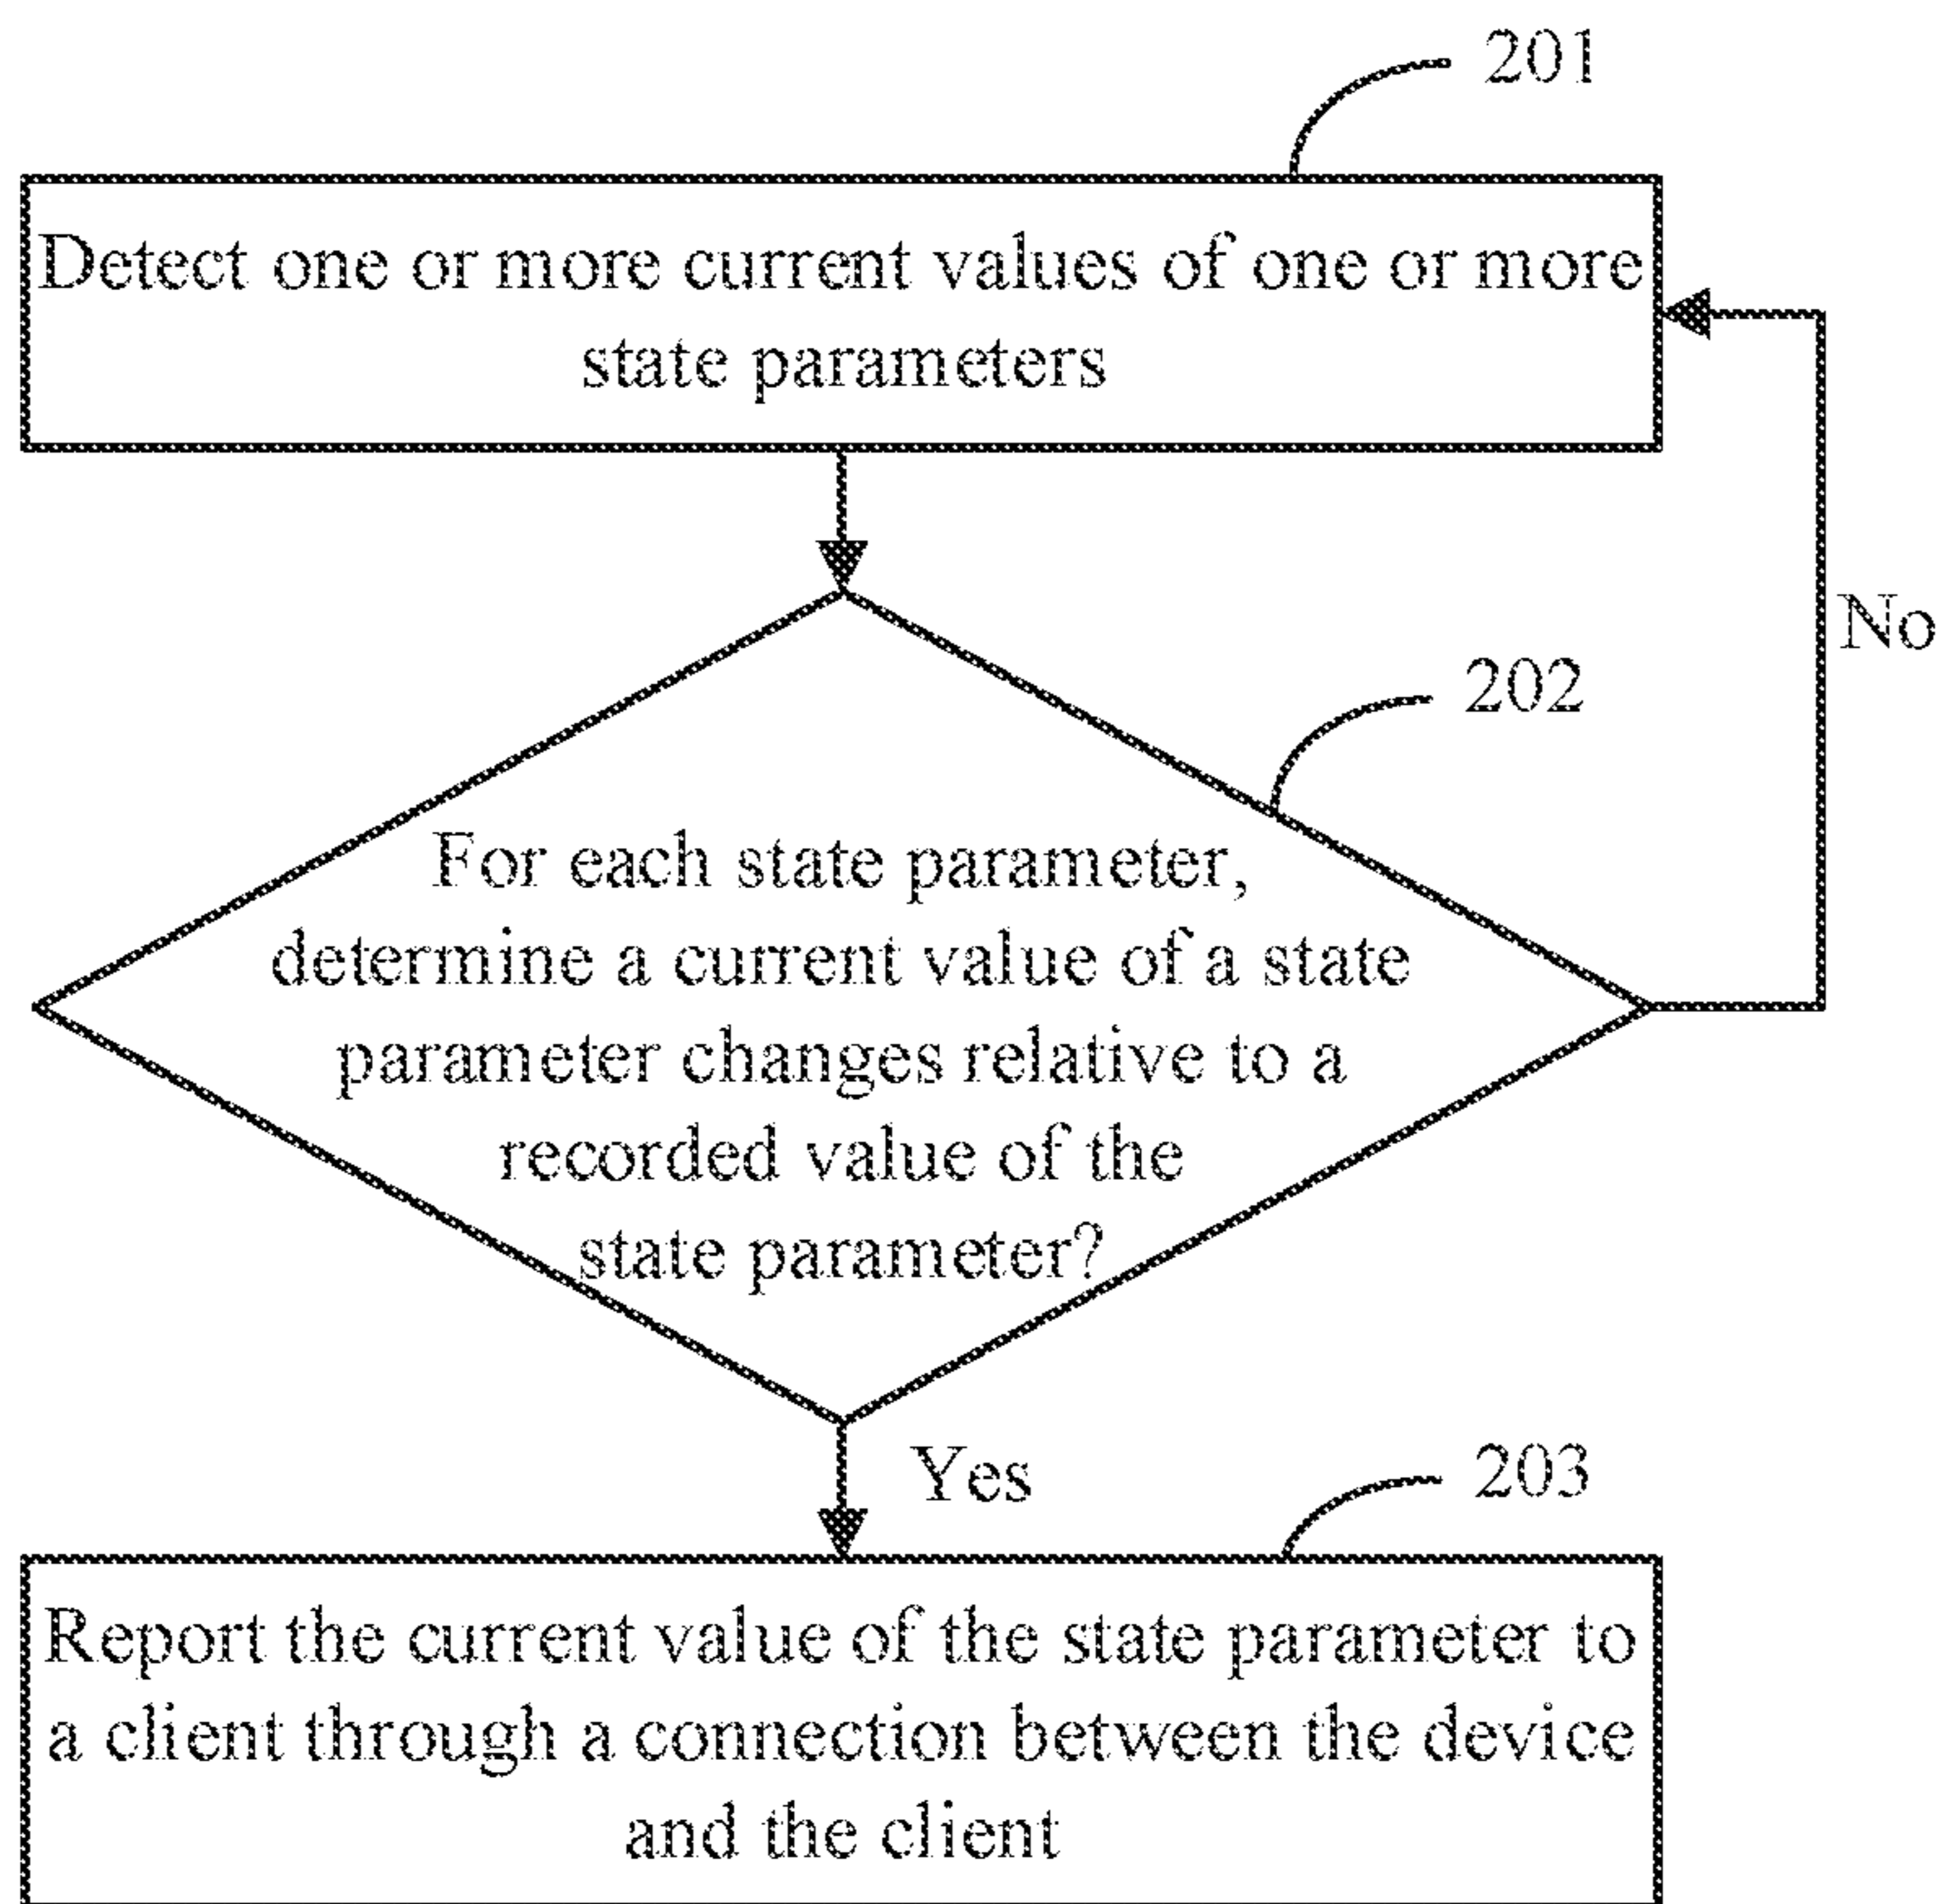 201
Detect one or more current values of one or more
state parameters
No
202
For each state parameter,
determine a current value of a state
parameter changes relative to a
recorded value of the
state parameter?
Yes
203
Report the current value of the state parameter to
a client through a connection between the device
and the client